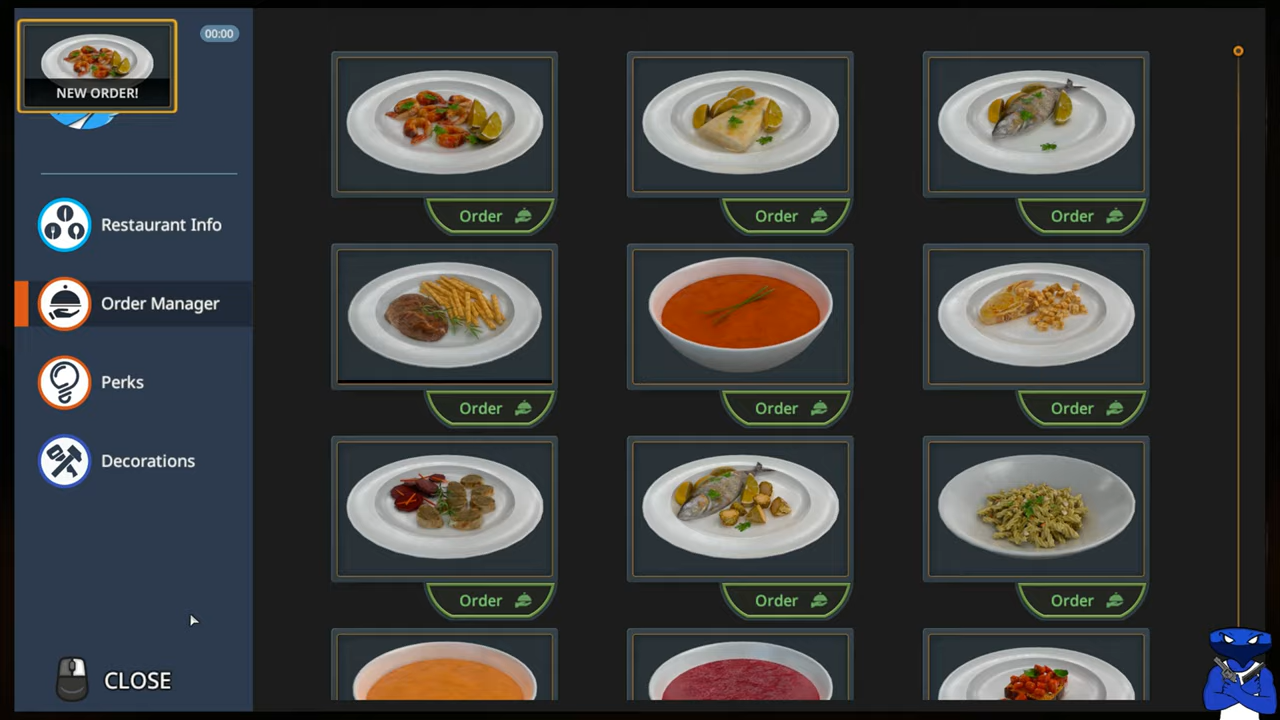 00:00
NEW ORDER!
Restaurant Info
Order Manager
Perks
Decorations
CLOSE
Order
Order
Order
Order
Order
Order
Order
Order
Order